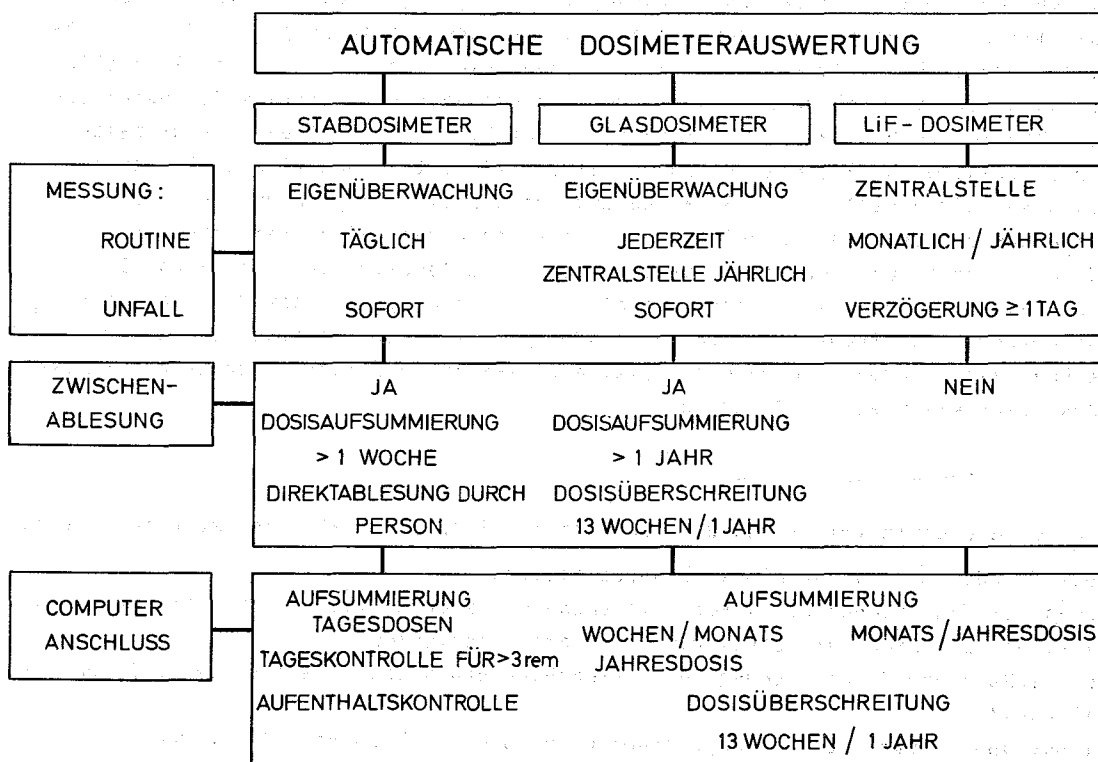 AUTOMATISCHE DOSIMETERAUSWERTUNG
STABDOSIMETER GLASDOSIMETER LiF - DOSIMETER
MESSUNG : EIGENÜBERWACHUNG EIGENÜBERWACHUNG ZENTRALSTELLE
ROUTINE TÄGLICH JEDERZEIT MONATLICH / JÄHRLICH
ZENTRALSTELLE JÄHRLICH
UNFALL SOFORT SOFORT VERZÖGERUNG ≥ 1 TAG
ZWISCHEN- JA JA NEIN
ABLESUNG DOSISAUFSUMMIERUNG DOSISAUFSUMMIERUNG
> 1 WOCHE > 1 JAHR
DIREKTABLESUNG DURCH DOSISÜBERSCHREITUNG
PERSON 13 WOCHEN / 1 JAHR
COMPUTER AUFSUMMIERUNG AUFSUMMIERUNG
TAGESDOSEN
ANSCHLUSS WOCHEN / MONATS MONATS / JAHRESDOSIS
JAHRESDOSIS
TAGESKONTROLLE FÜR > 3 rem
AUFENTHALTSKONTROLLE DOSISÜBERSCHREITUNG
13 WOCHEN / 1 JAHR